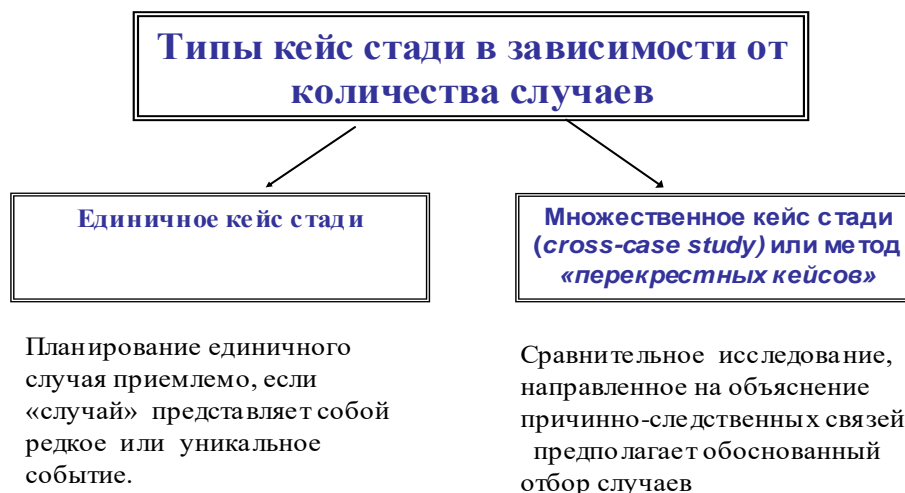 Типы кейс стади в зависимости от
количества случаев
Единичное кейс стади
Множественное кейс стади
(cross-case study) или метод
«перекрестных кейсов»
Планирование единичного
случая приемлемо, если
«случай» представляет собой
редкое или уникальное
событие.
Сравнительное исследование,
направленное на объяснение
причинно-следственных связей
предполагает обоснованный
отбор случаев